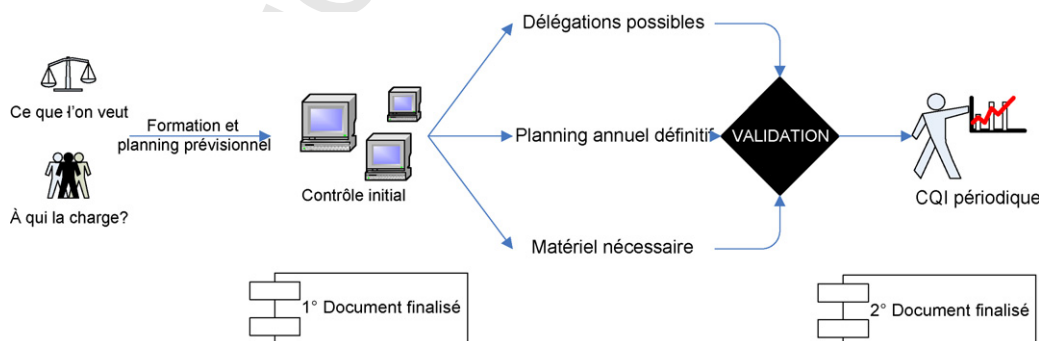 Ce que l'on veut
À qui la charge?
Formation et
planning prévisionnel
Contrôle initial
Délégations possibles
Planning annuel définitif
Matériel nécessaire
VALIDATION
CQI périodique
1° Document finalisé
2° Document finalisé